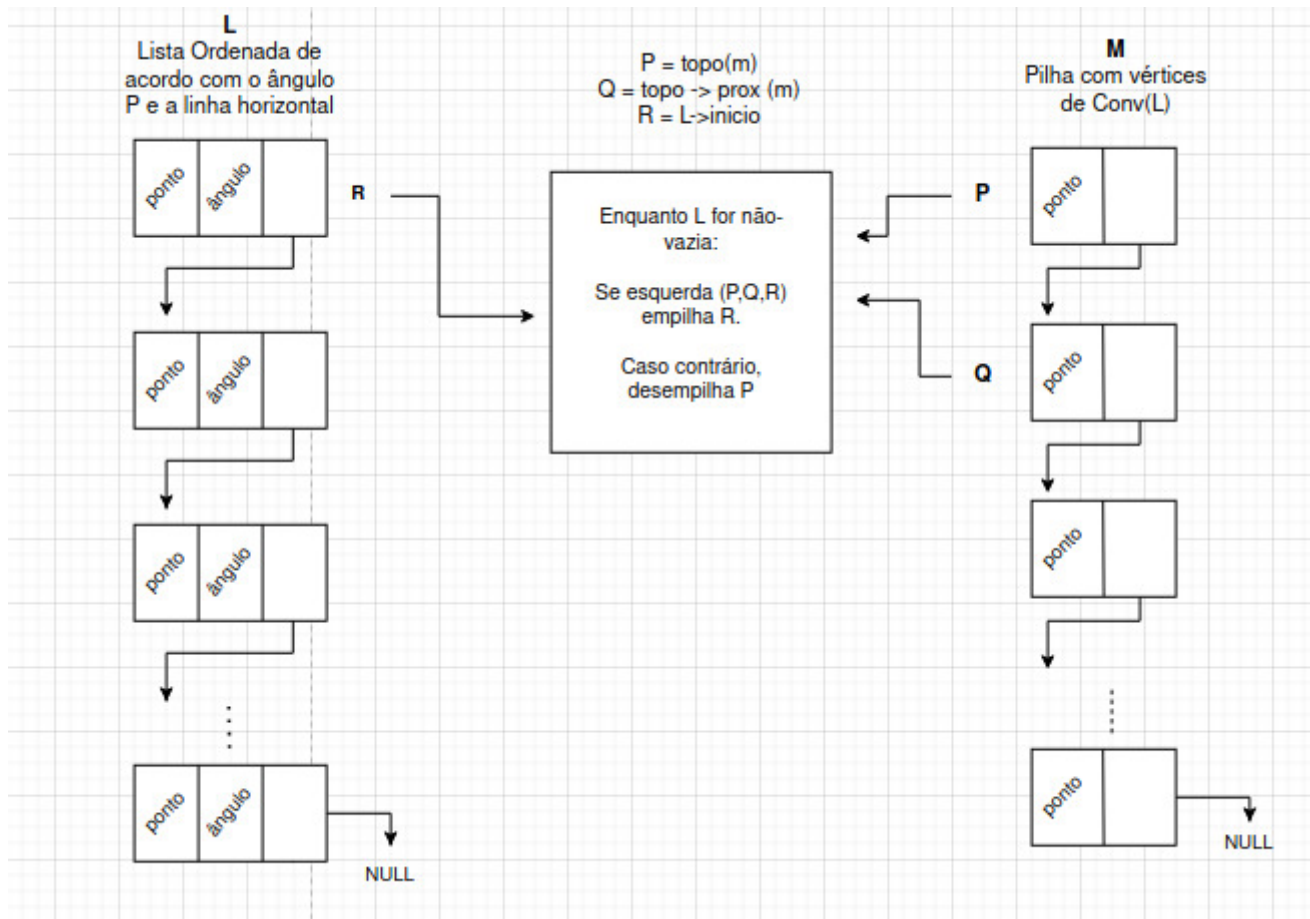 L
Lista Ordenada de
acordo com o ângulo
P e a linha horizontal
ponto
ângulo
ponto
ângulo
ponto
ângulo
ponto
ângulo
NULL
R
P = topo(m)
Q = topo -> prox (m)
R = L->inicio
Enquanto L for não-
vazia:
Se esquerda (P,Q,R)
empilha R.
Caso contrário,
desempilha P
P
Q
M
Pilha com vértices
de Conv(L)
ponto
ponto
ponto
ponto
NULL